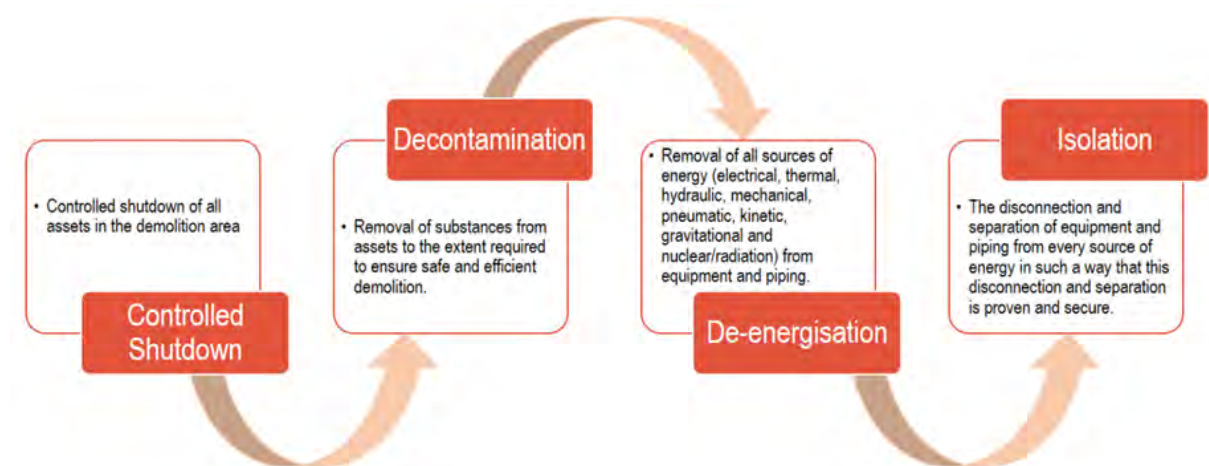 • Controlled shutdown of all
assets in the demolition area
Controlled
Shutdown
Decontamination
• Removal of substances from
assets to the extent required
to ensure safe and efficient
demolition.
• Removal of all sources of
energy (electrical, thermal,
hydraulic, mechanical,
pneumatic, kinetic,
gravitational and
nuclear/radiation) from
equipment and piping.
De-energisation
Isolation
• The disconnection and
separation of equipment and
piping from every source of
energy in such a way that this
disconnection and separation
is proven and secure.